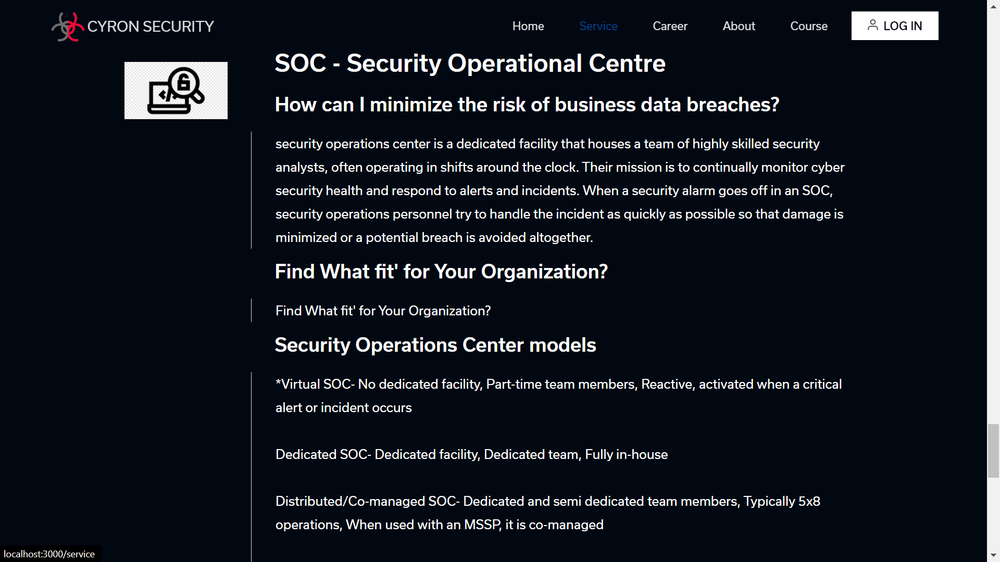 CYRON SECURITY
Home
Service
Career
About
Course
LOG IN
SOC - Security Operational Centre
How can I minimize the risk of business data breaches?
security operations center is a dedicated facility that houses a team of highly skilled security
analysts, often operating in shifts around the clock. Their mission is to continually monitor cyber
security health and respond to alerts and incidents. When a security alarm goes off in an SOC,
security operations personnel try to handle the incident as quickly as possible so that damage is
minimized or a potential breach is avoided altogether.
Find What fit' for Your Organization?
Find What fit' for Your Organization?
Security Operations Center models
*Virtual SOC- No dedicated facility, Part-time team members, Reactive, activated when a critical
alert or incident occurs
Dedicated SOC- Dedicated facility, Dedicated team, Fully in-house
Distributed/Co-managed SOC- Dedicated and semi dedicated team members, Typically 5x8
operations, When used with an MSSP, it is co-managed
localhost:3000/service